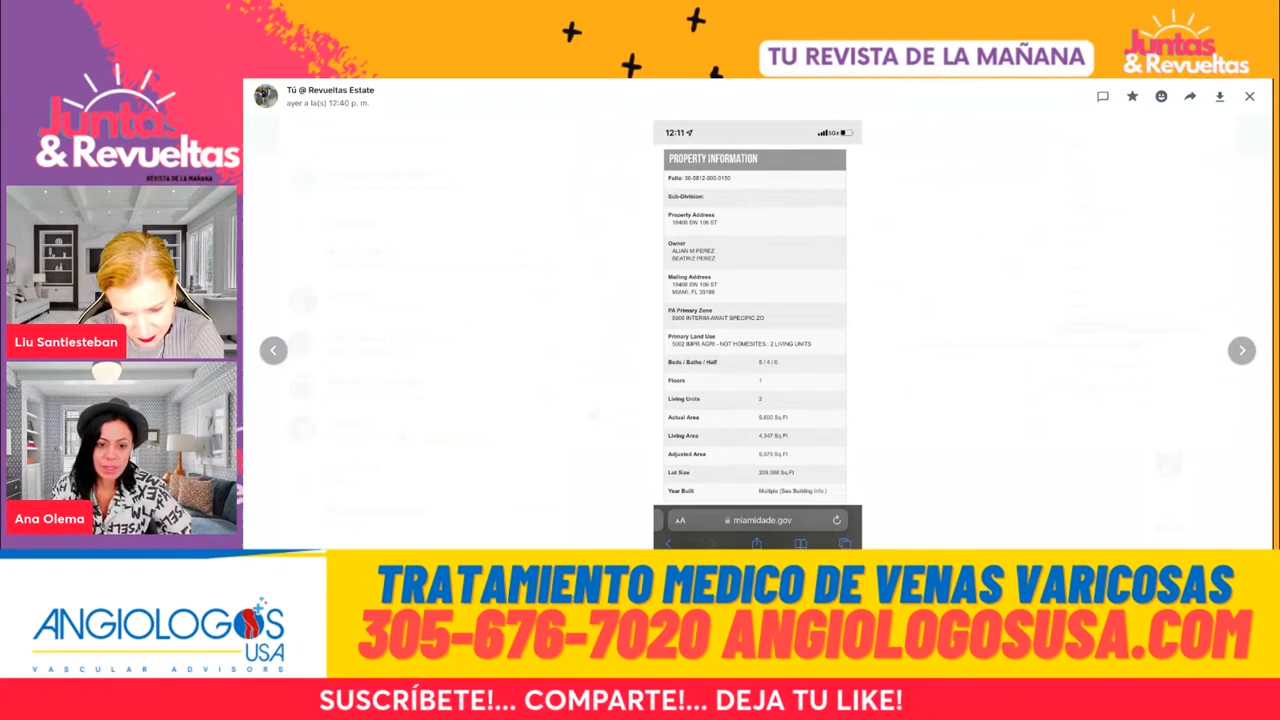 TU REVISTA DE LA MAÑANA
Juntas
& Revueltas
Juntas
& Revueltas
REVISTA DE LA MAÑANA
Tú @ Revueltas Estate
ayer a la(s) 12:40 p. m.
12:11
5G
PROPERTY INFORMATION
Folio: 30-5812-000-0150
Sub-Division:
Property Address
18400 SW 106 ST
Owner
ALIAN M PEREZ
BEATRIZ PEREZ
Mailing Address
18400 SW 106 ST
MIAMI, FL 33196
PA Primary Zone
8900 INTERIM-AWAIT SPECIFIC ZO
Primary Land Use
5002 IMPR AGRI - NOT HOMESITES : 2 LIVING UNITS
Beds / Baths / Half 5 / 4 / 0
Floors 1
Living Units 2
Actual Area 5,600 Sq.Ft
Living Area 4,347 Sq.Ft
Adjusted Area 5,075 Sq.Ft
Lot Size 209,088 Sq.Ft
Year Built Multiple (See Building Info.)
AA miamidade.gov
Liu Santiesteban
Ana Olema
ANGIOLOGOS
USA
VASCULAR ADVISORS
TRATAMIENTO MEDICO DE VENAS VARICOSAS
305-676-7020 ANGIOLOGOSUSA.COM
SUSCRÍBETE!... COMPARTE!... DEJA TU LIKE!